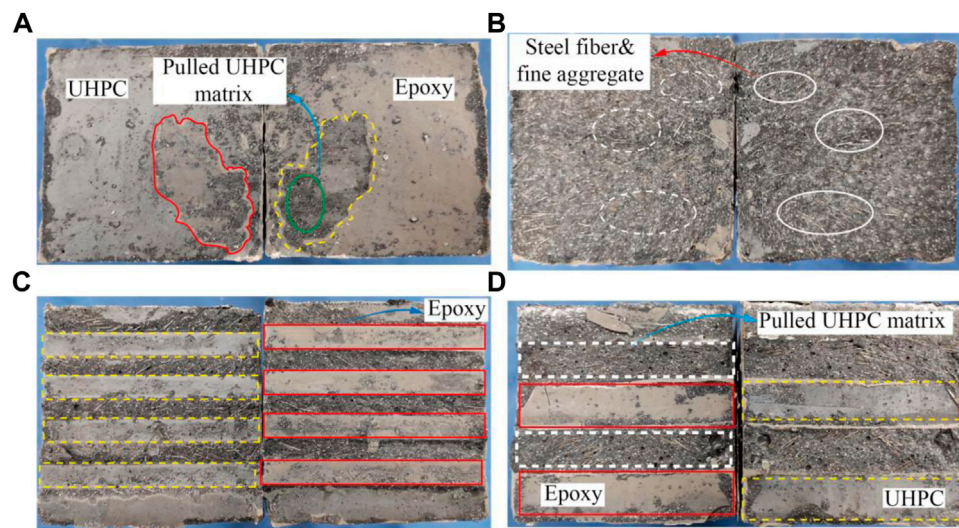 A
UHPC
Pulled UHPC
matrix
Epoxy
B
Steel fiber&
fine aggregate
C
Epoxy
D
Pulled UHPC matrix
Epoxy
UHPC